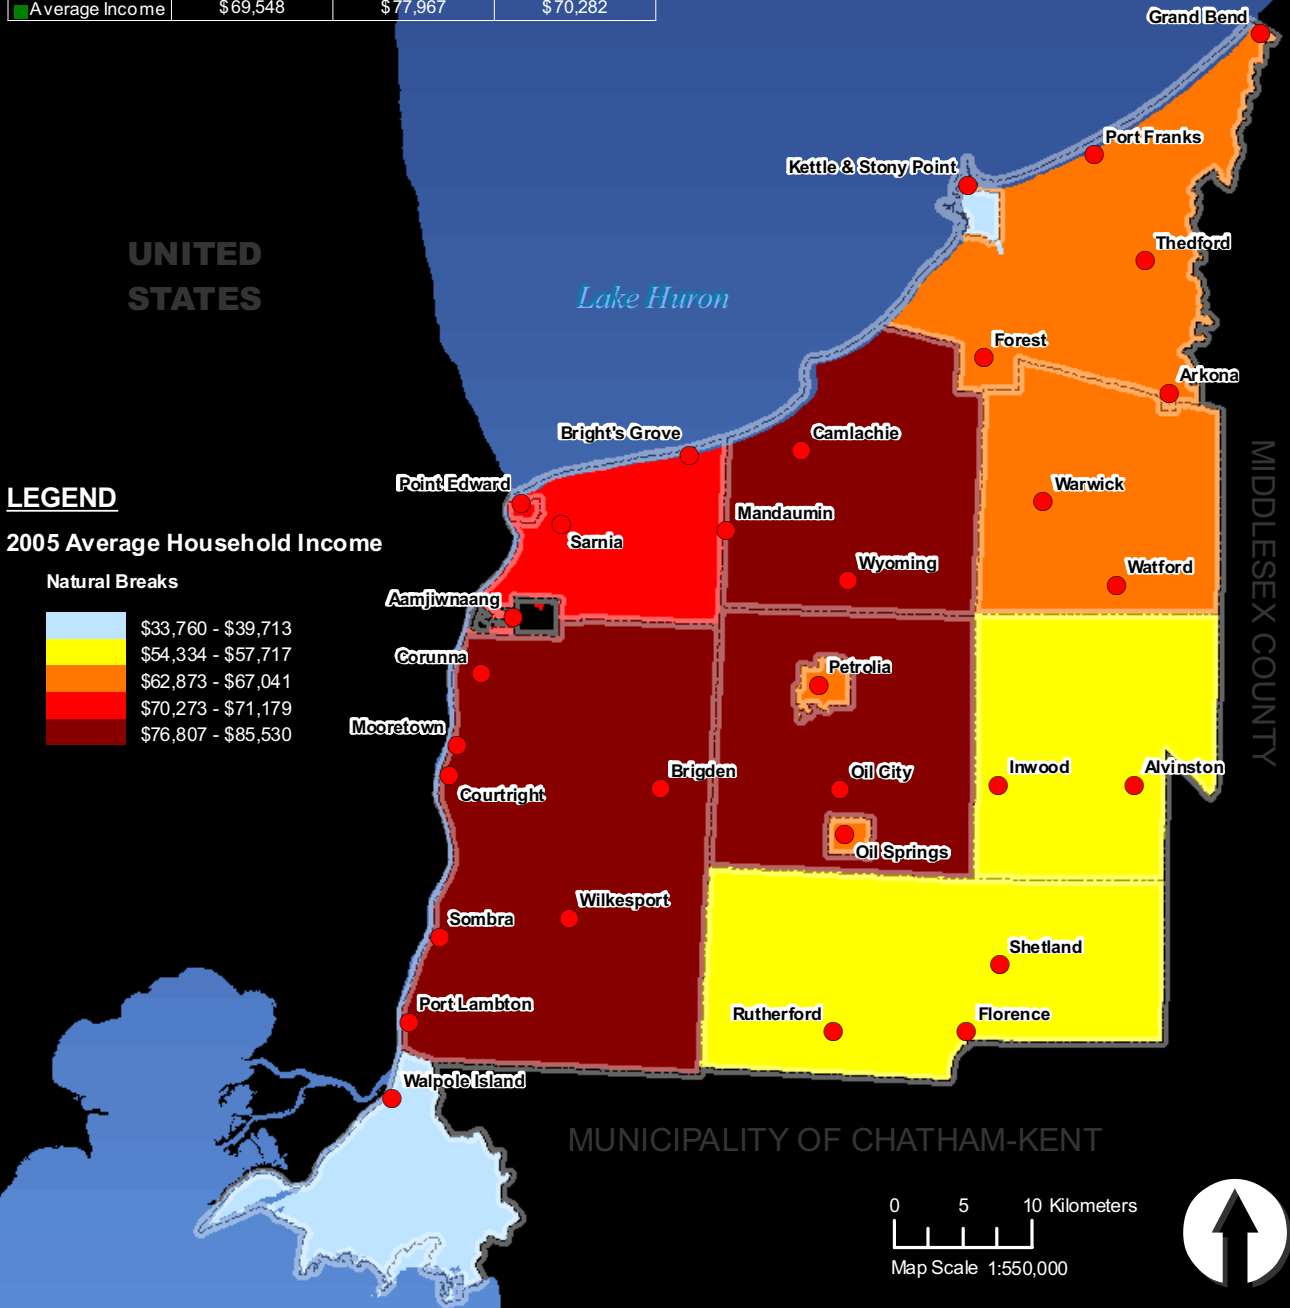 Average Income $69,548 $77,967 $70,282
Grand Bend
Port Franks
Kettle & Stony Point
Thedford
UNITED
STATES
Lake Huron
Forest
Arkona
Bright's Grove
Camlachie
Point Edward
Warwick
LEGEND
Mandaumin
Sarnia
2005 Average Household Income
Wyoming
Watford
Natural Breaks
Aamjiwnaang
MIDDLESEX COUNTY
$33,760 - $39,713
$54,334 - $57,717
$62,873 - $67,041
$70,273 - $71,179
$76,807 - $85,530
Corunna
Petrolia
Mooretown
Brigden
Oil City
Inwood
Alvinston
Courtright
Oil Springs
Wilkesport
Sombra
Shetland
Port Lambton
Rutherford
Florence
Walpole Island
MUNICIPALITY OF CHATHAM-KENT
0 5 10 Kilometers
Map Scale 1:550,000